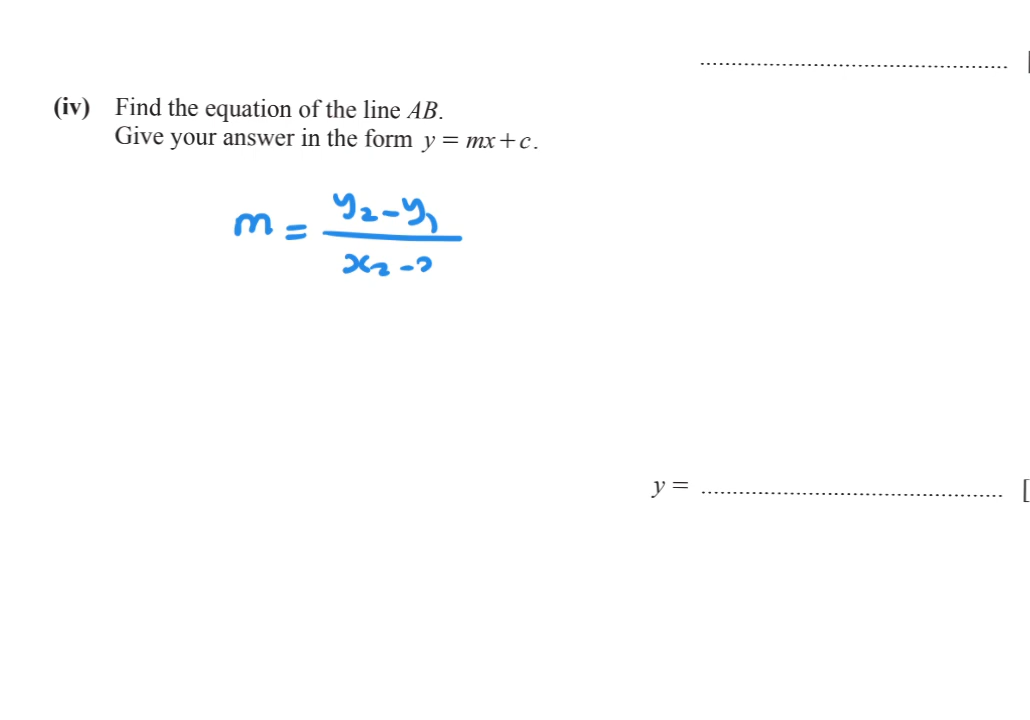 (iv) Find the equation of the line AB.
Give your answer in the form y = mx + c.
m = y₂ - y₁
x₂ -
y = .................................................. [